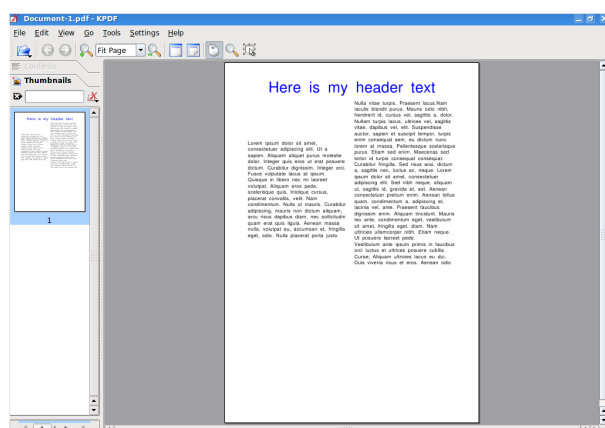 Document-1.pdf - KPDF
File Edit View Go Tools Settings Help
Fit Page
Contents
Thumbnails
Here is my header text
1
Here is my header text
Lorem ipsum dolor sit amet,
consectetuer adipiscing elit. Ut a
sapien. Aliquam aliquet purus molestie
dolor. Integer quis eros ut erat posuere
dictum. Curabitur dignissim. Integer orci.
Fusce vulputate lacus at ipsum.
Quisque in libero nec mi laoreet
volutpat. Aliquam eros pede,
scelerisque quis, tristique cursus,
placerat convallis, velit. Nam
condimentum. Nulla ut mauris. Curabitur
adipiscing, mauris non dictum aliquam,
arcu risus dapibus diam, nec sollicitudin
quam erat quis ligula. Aenean massa
nulla, volutpat eu, accumsan et, fringilla
eget, odio. Nulla placerat porta justo.
Nulla vitae turpis. Praesent lacus.Nam
iaculis blandit purus. Mauris odio nibh,
hendrerit id, cursus vel, sagittis a, dolor.
Nullam turpis lacus, ultrices vel, sagittis
vitae, dapibus vel, elit. Suspendisse
auctor, sapien et suscipit tempor, turpis
enim consequat sem, eu dictum nunc
lorem at massa. Pellentesque scelerisque
purus. Etiam sed enim. Maecenas sed
tortor id turpis consequat consequat.
Curabitur fringilla. Sed risus wisi, dictum
a, sagittis nec, luctus ac, neque. Lorem
ipsum dolor sit amet, consectetuer
adipiscing elit. Sed nibh neque, aliquam
ut, sagittis id, gravida et, est. Aenean
consectetuer pretium enim. Aenean tellus
quam, condimentum a, adipiscing et,
lacinia vel, ante. Praesent faucibus
dignissim enim. Aliquam tincidunt. Mauris
leo ante, condimentum eget, vestibulum
sit amet, fringilla eget, diam. Nam
ultricies ullamcorper nibh. Etiam neque.
Ut posuere laoreet pede.
Vestibulum ante ipsum primis in faucibus
orci luctus et ultrices posuere cubilia
Curae; Aliquam ultricies lacus eu dui.
Duis viverra risus et eros. Aenean odio